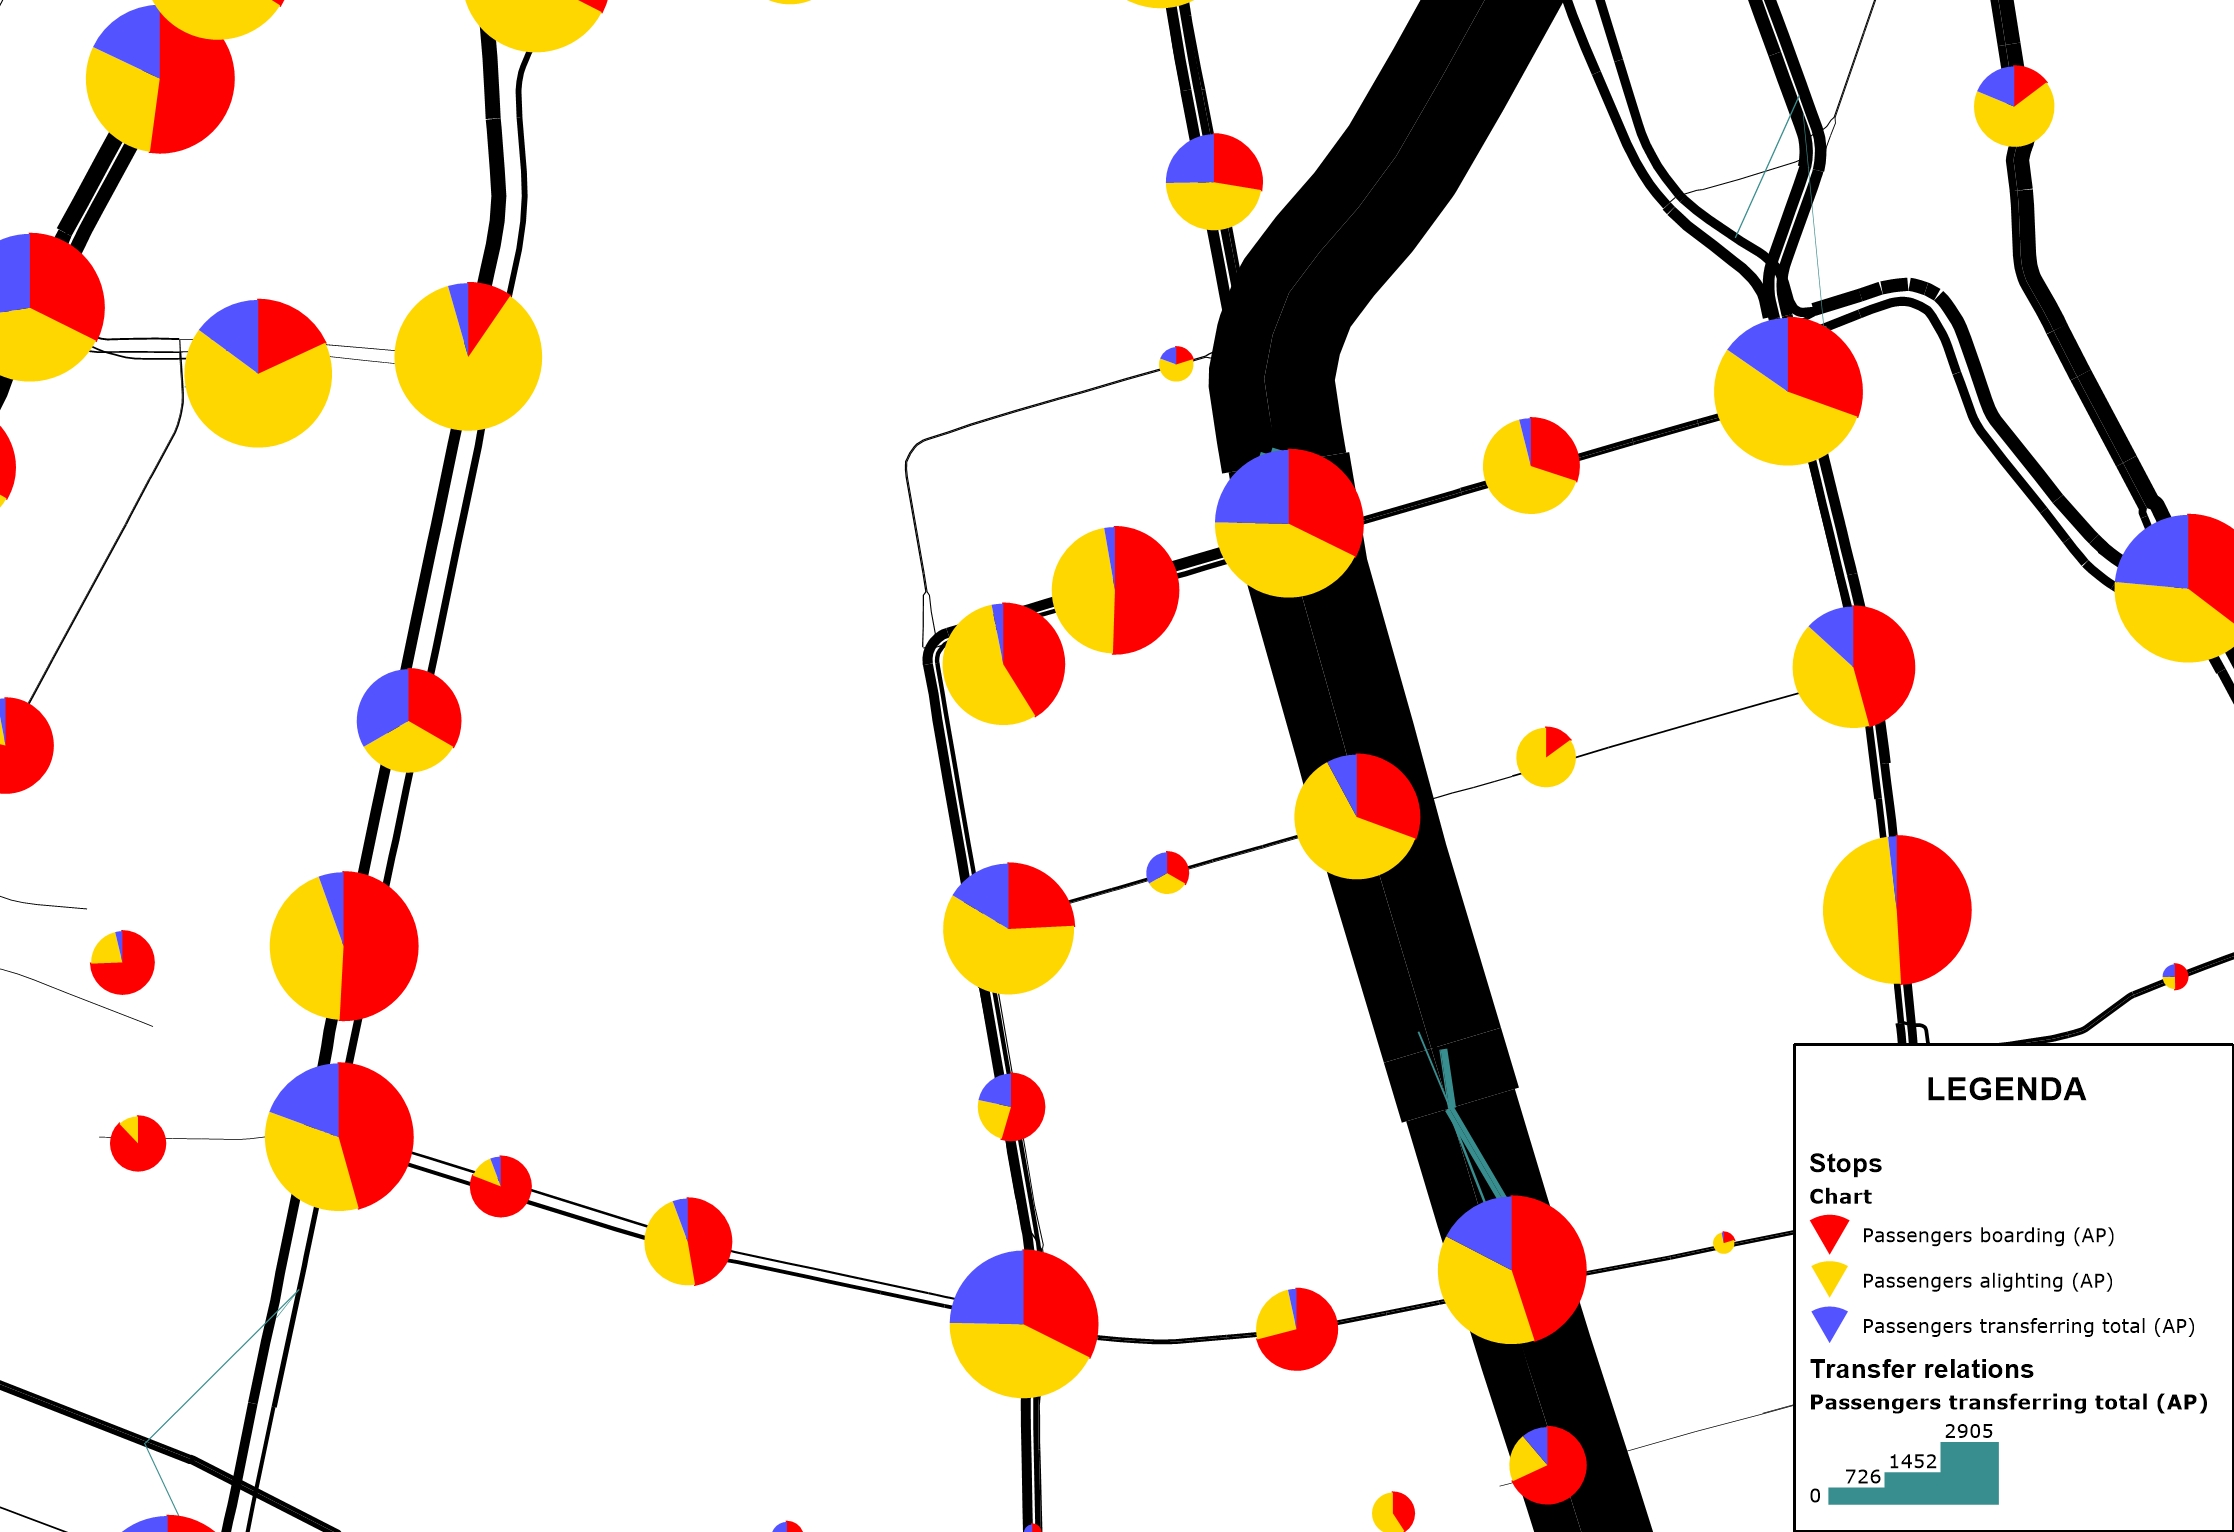 LEGENDA
Stops
Chart
Passengers boarding (AP)
Passengers alighting (AP)
Passengers transferring total (AP)
Transfer relations
Passengers transferring total (AP)
2905
1452
726
0